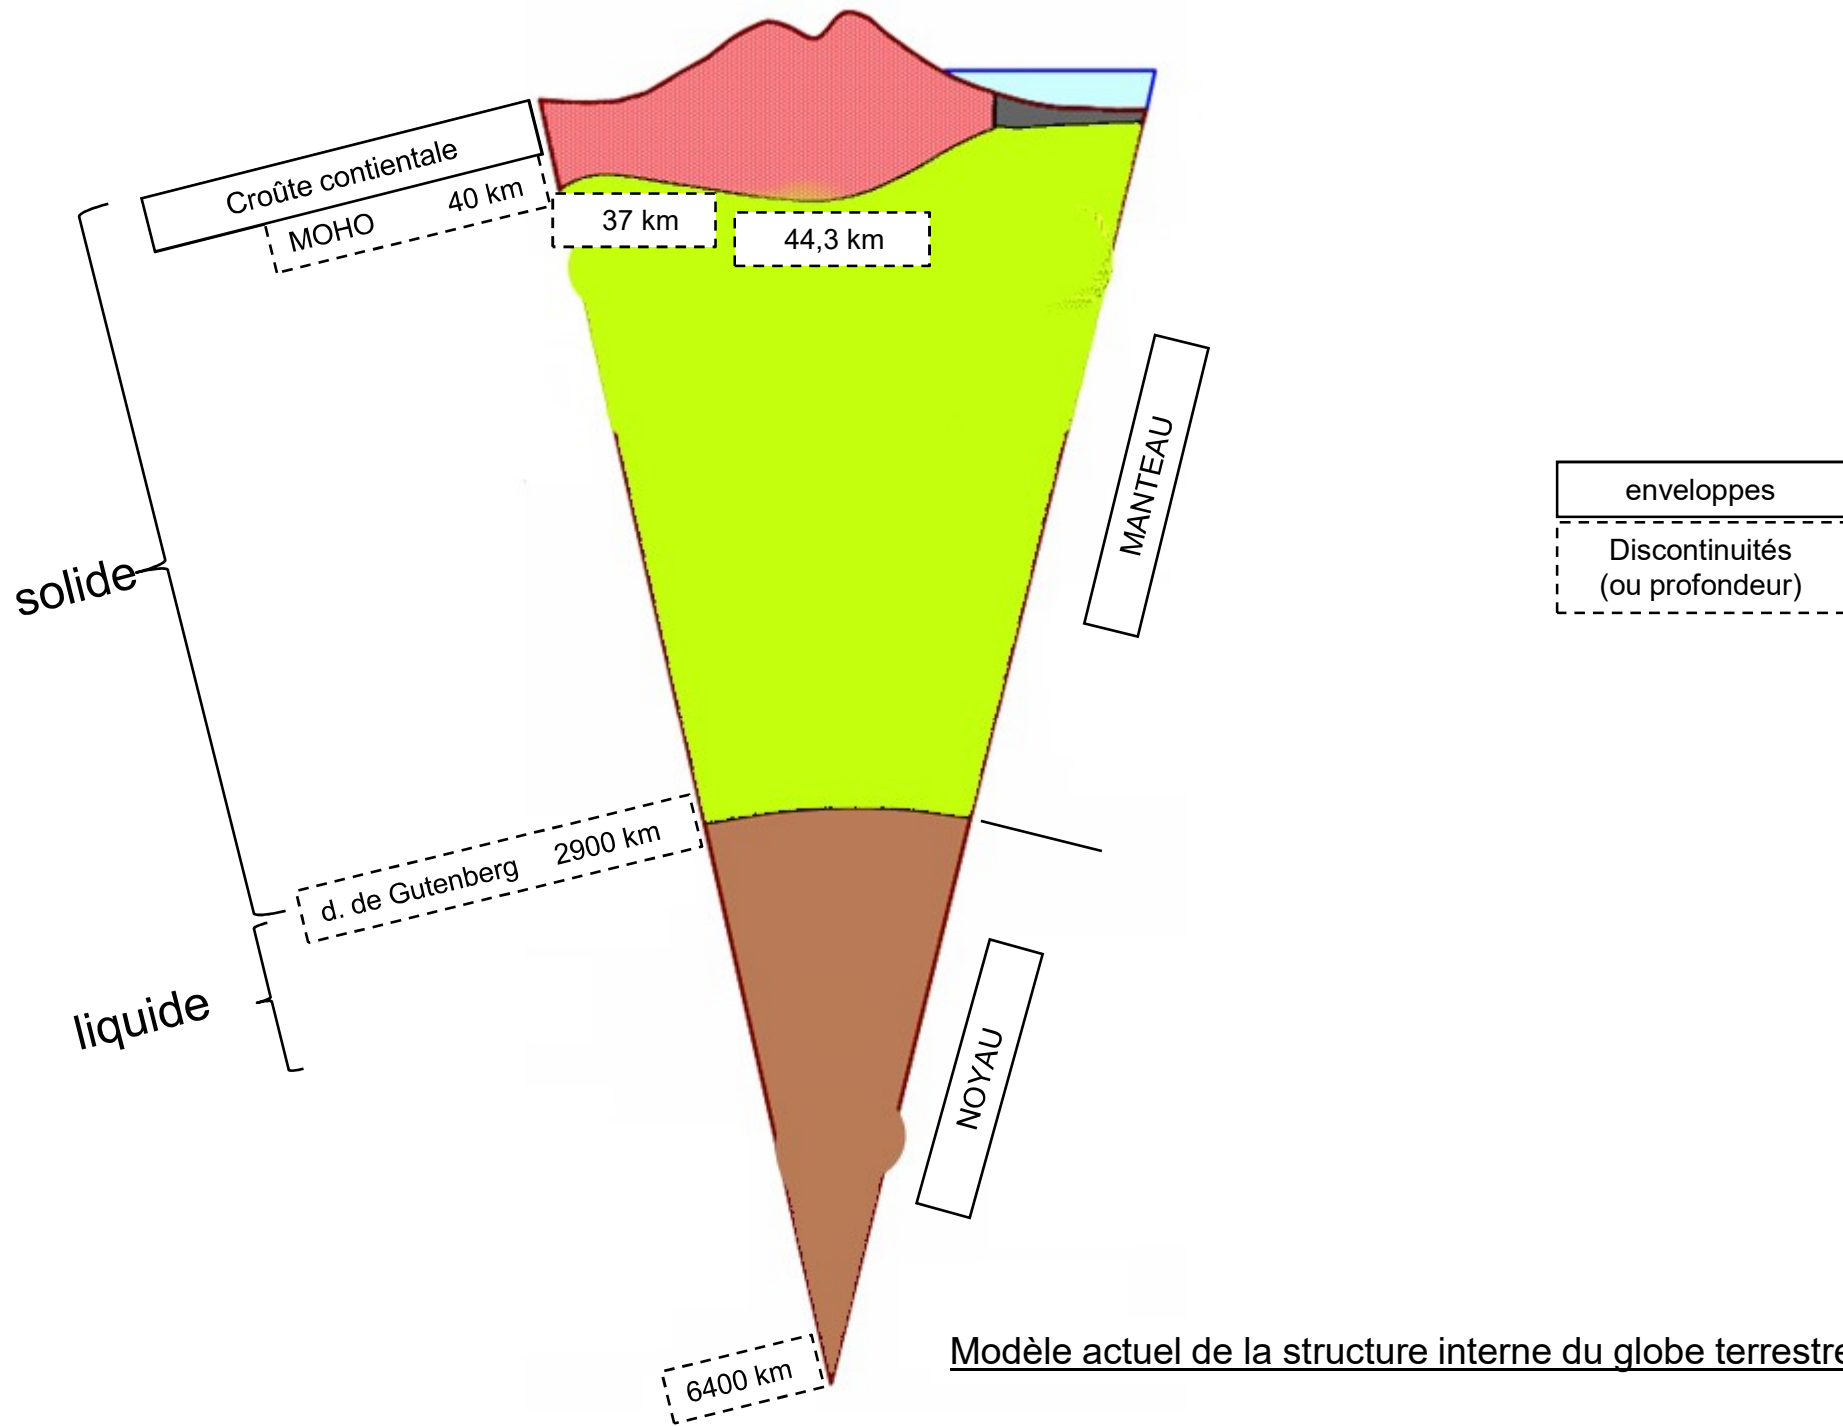 Croûte contientale
MOHO 40 km
37 km
44,3 km
MANTEAU
enveloppes
Discontinuités
(ou profondeur)
solide
d. de Gutenberg 2900 km
liquide
NOYAU
6400 km
Modèle actuel de la structure interne du globe terrestre